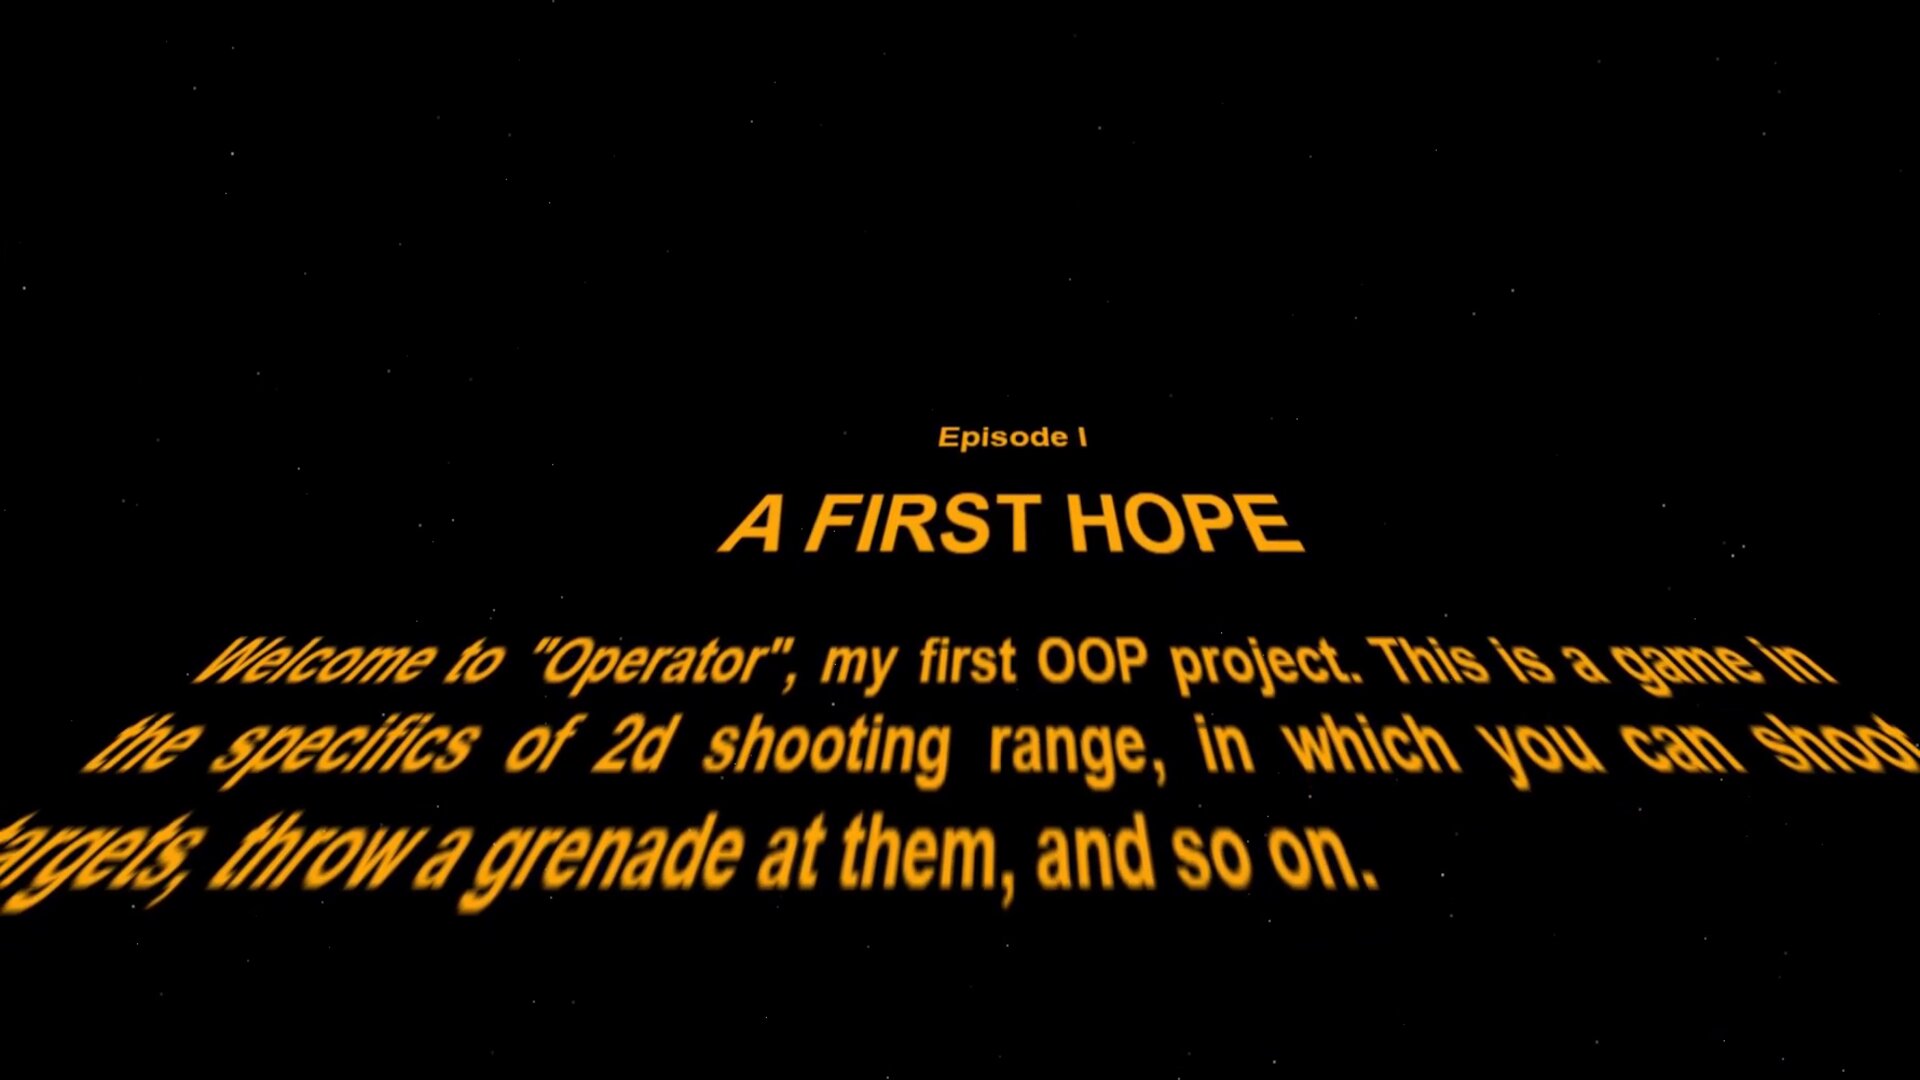 Episode I
A FIRST HOPE
Welcome to "Operator", my first OOP project. This is a game in
the specifics of 2d shooting range, in which you can shoot
targets, throw a grenade at them, and so on.